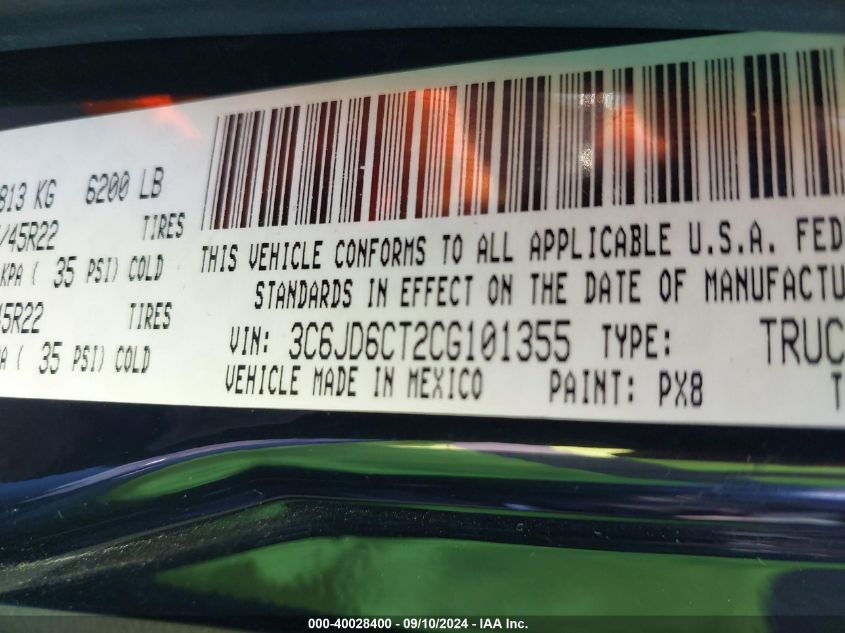 813 KG 6200 LB
/45R22 TIRES
KPA ( 35 PSI) COLD
45R22 TIRES
PA ( 35 PSI) COLD
THIS VEHICLE CONFORMS TO ALL APPLICABLE U.S.A. FED
STANDARDS IN EFFECT ON THE DATE OF MANUFACTU
VIN: 3C6JD6CT2CG101355 TYPE: TRUC
VEHICLE MADE IN MEXICO PAINT: PX8 T
000-40028400 - 09/10/2024 - IAA Inc.